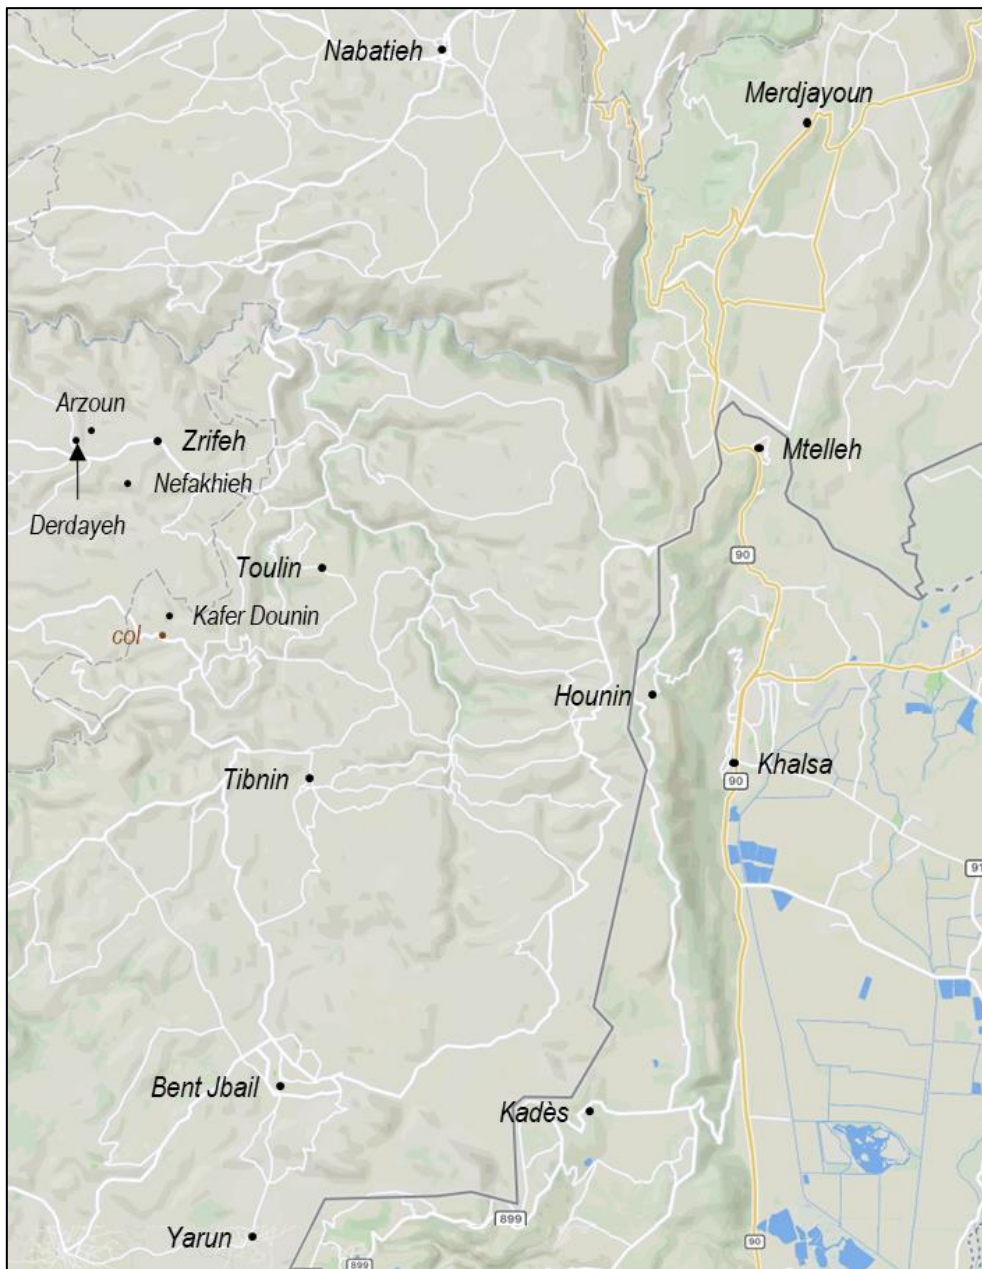 Nabatieh
Merdjayoun
Arzoun
Zrifeh
Mtelleh
Nefakhieh
Derdayeh
90
Toulin
Kafer Dounin
col
Hounin
Khalsa
Tibnin
90
91
Bent Jbail
Kadès
899
Yarun
90
899